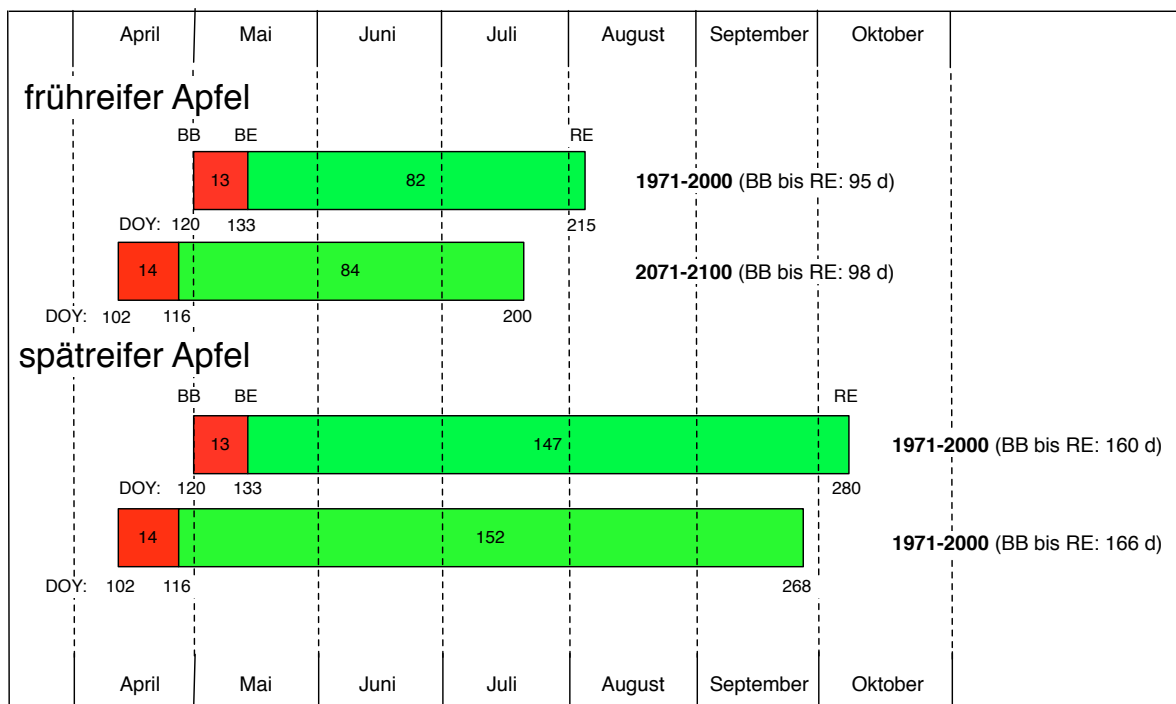 April Mai Juni Juli August September Oktober
frühreifer Apfel
BB BE RE
13 82 1971-2000 (BB bis RE: 95 d)
DOY: 120 133 215
14 84 2071-2100 (BB bis RE: 98 d)
DOY: 102 116 200
spätreifer Apfel
BB BE RE
13 147 1971-2000 (BB bis RE: 160 d)
DOY: 120 133 280
14 152 1971-2000 (BB bis RE: 166 d)
DOY: 102 116 268
April Mai Juni Juli August September Oktober